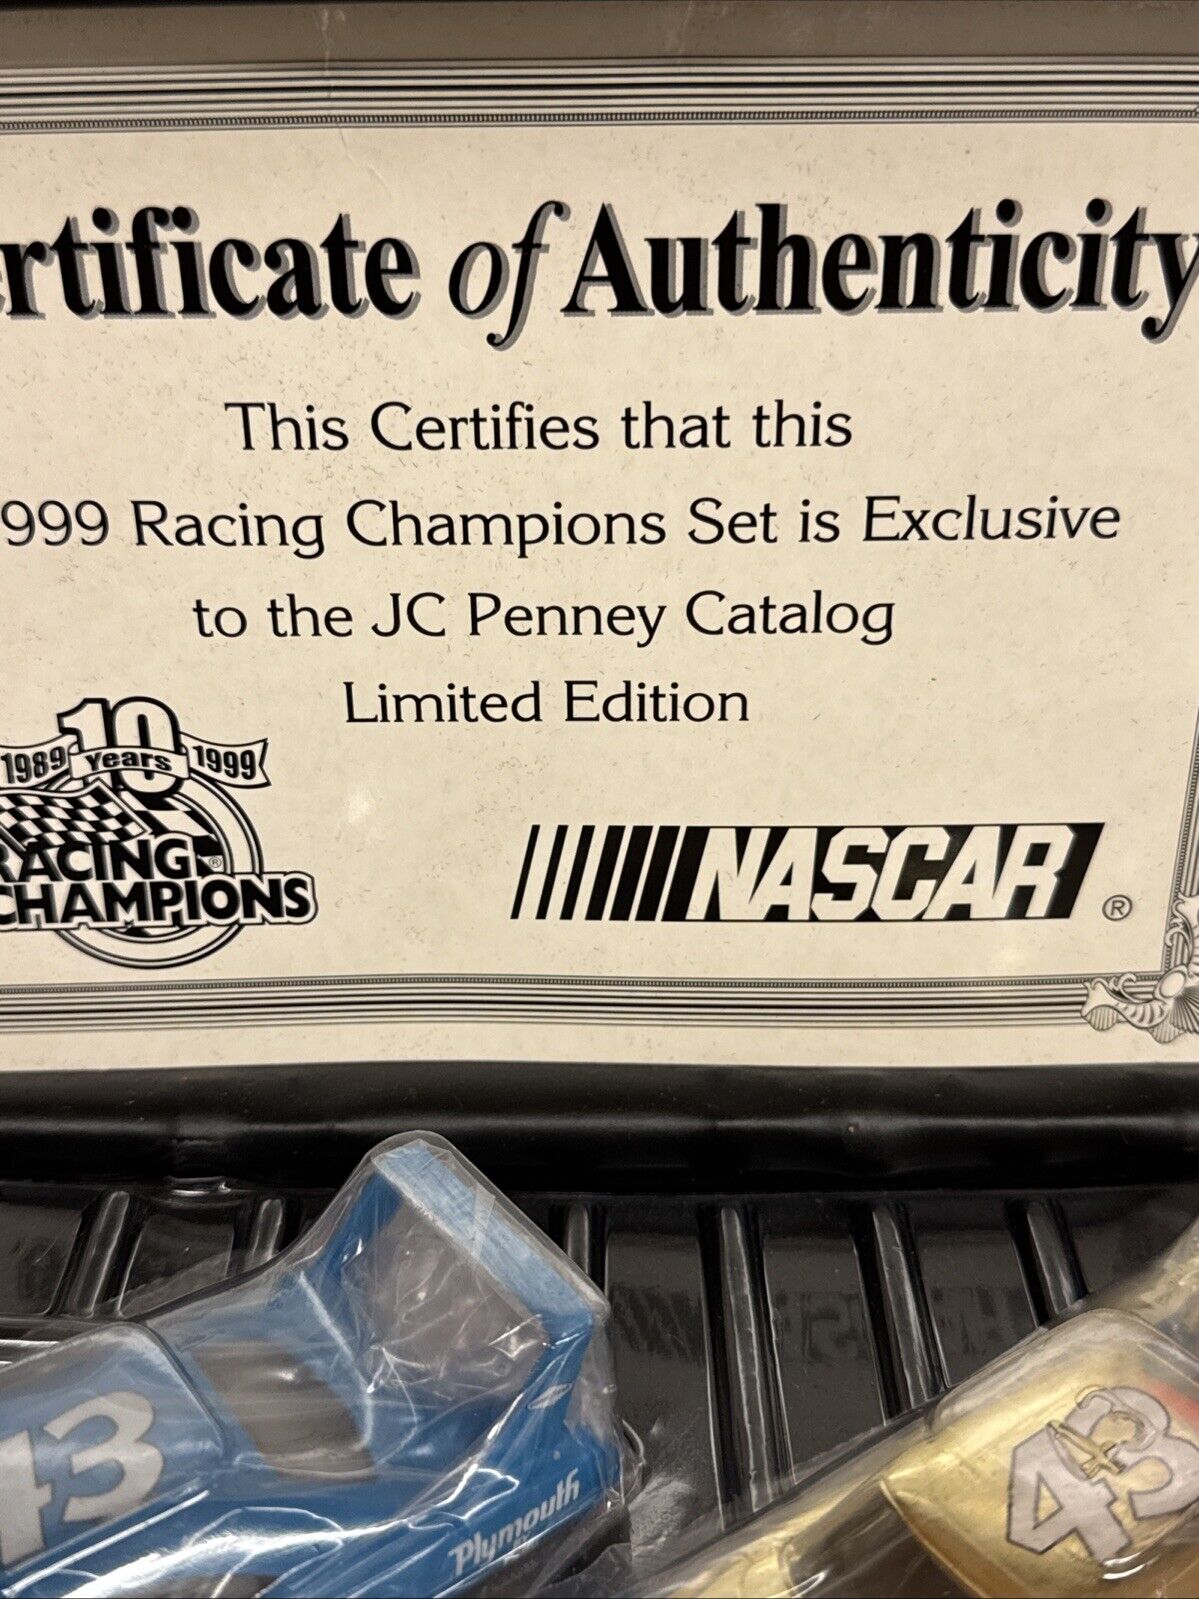 ertificate of Authenticity
This Certifies that this
999 Racing Champions Set is Exclusive
to the JC Penney Catalog
Limited Edition
10
1989 Years 1999
RACING®
CHAMPIONS
NASCAR®
43
Plymouth
43